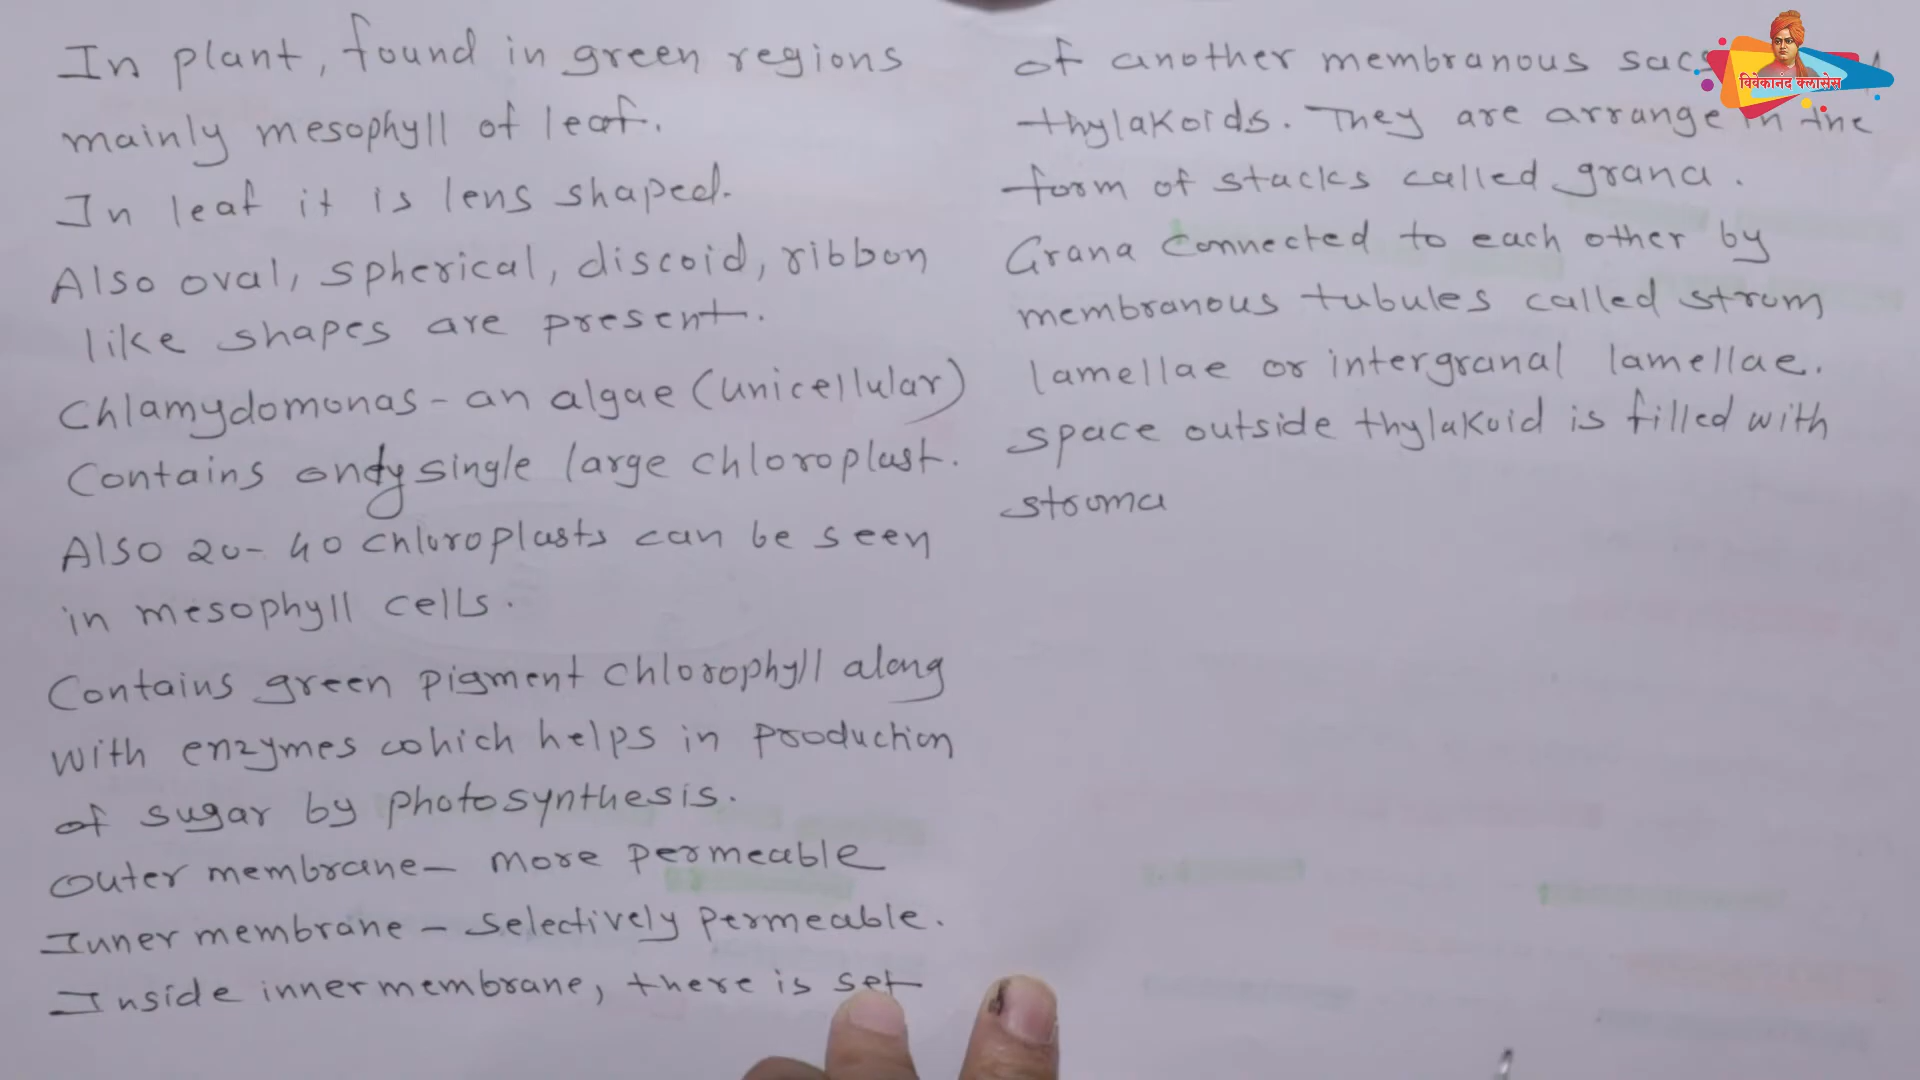 In plant, found in green regions
mainly mesophyll of leaf.
In leaf it is lens shaped.
Also oval, spherical, discoid, ribbon
like shapes are present.
Chlamydomonas - an algae (unicellular)
Contains only single large chloroplast.
Also 20-40 chloroplasts can be seen
in mesophyll cells.
Contains green pigment chlorophyll along
with enzymes which helps in production
of sugar by photosynthesis.
outer membrane - more permeable
Inner membrane - selectively permeable.
Inside inner membrane, there is set
of another membranous sacs
thylakoids. They are arrange in the
form of stacks called grana.
Grana connected to each other by
membranous tubules called strom
lamellae or intergranal lamellae.
space outside thylakoid is filled with
stroma
विवेकानंद क्लासेस